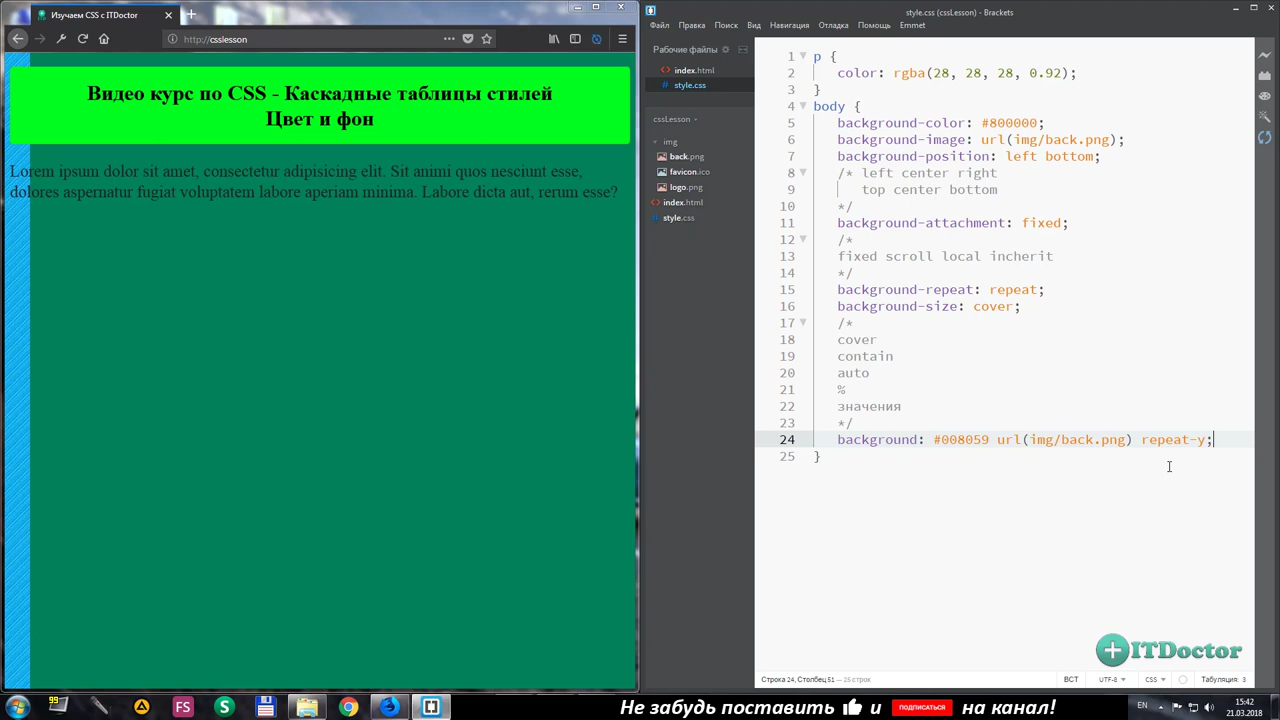 Изучаем CSS с ITDoctor
http://csslesson
Видео курс по CSS - Каскадные таблицы стилей
Цвет и фон
Lorem ipsum dolor sit amet, consectetur adipisicing elit. Sit animi quos nesciunt esse,
dolores aspernatur fugiat voluptatem labore aperiam minima. Labore dicta aut, rerum esse?
style.css (cssLesson) - Brackets
Файл Правка Поиск Вид Навигация Отладка Помощь Emmet
Рабочие файлы
index.html
style.css
cssLesson
img
back.png
favicon.ico
logo.png
index.html
style.css
1 p {
2 color: rgba(28, 28, 28, 0.92);
3 }
4 body {
5 background-color: #800000;
6 background-image: url(img/back.png);
7 background-position: left bottom;
8 /* left center right
9 top center bottom
10 */
11 background-attachment: fixed;
12 /*
13 fixed scroll local incherit
14 */
15 background-repeat: repeat;
16 background-size: cover;
17 /*
18 cover
19 contain
20 auto
21 %
22 значения
23 */
24 background: #008059 url(img/back.png) repeat-y;
25 }
ITDoctor
Строка 24, Столбец 51 — 25 строк
ВСТ UTF-8 CSS Табуляция: 3
99 FS S
Не забудь поставить и ПОДПИСАТЬСЯ на канал!
EN
15:42
21.03.2018